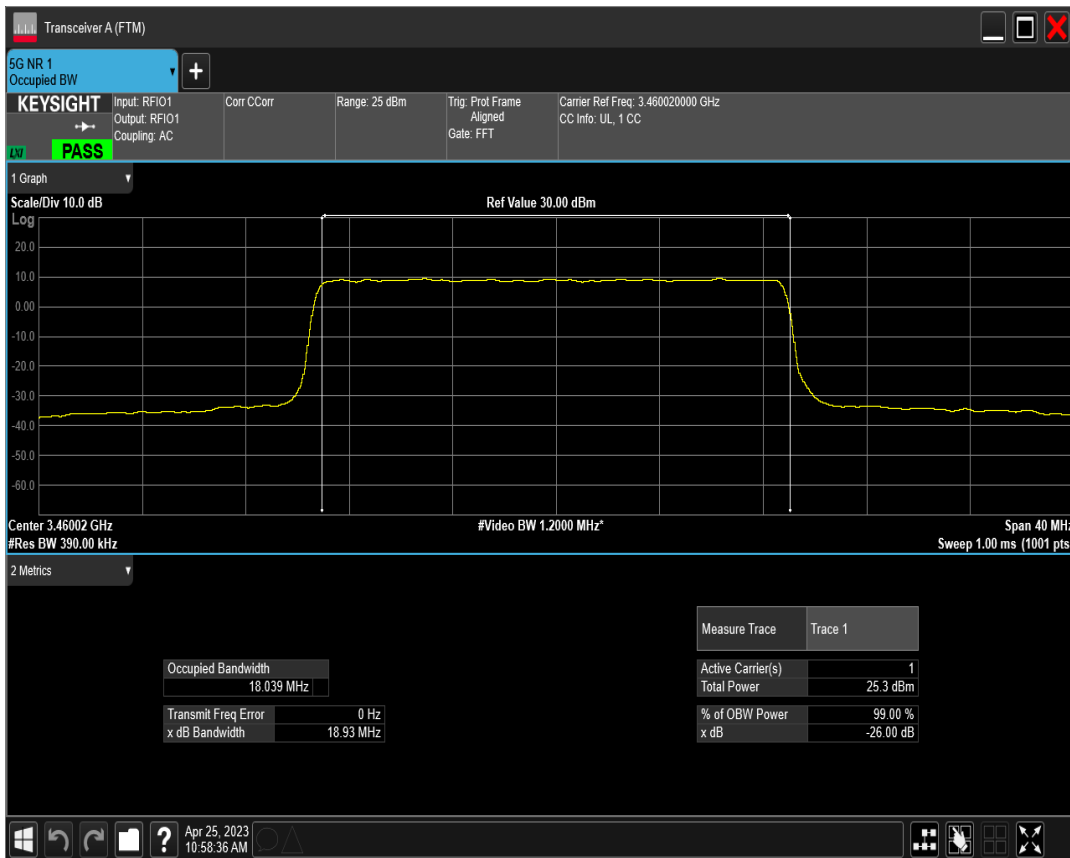 Transceiver A (FTM)
5G NR 1
Occupied BW
+
KEYSIGHT
LXI
PASS
Input: RFIO1
Output: RFIO1
Coupling: AC
Corr CCorr
Range: 25 dBm
Trig: Prot Frame
Aligned
Gate: FFT
Carrier Ref Freq: 3.460020000 GHz
CC Info: UL, 1 CC
1 Graph
Scale/Div 10.0 dB
Ref Value 30.00 dBm
Log
20.0
10.0
0.00
-10.0
-20.0
-30.0
-40.0
-50.0
-60.0
Center 3.46002 GHz
#Video BW 1.2000 MHz*
Span 40 MHz
#Res BW 390.00 kHz
Sweep 1.00 ms (1001 pts
2 Metrics
Measure Trace Trace 1
Occupied Bandwidth
18.039 MHz
Active Carrier(s) 1
Total Power 25.3 dBm
Transmit Freq Error 0 Hz
x dB Bandwidth 18.93 MHz
% of OBW Power 99.00 %
x dB -26.00 dB
?
Apr 25, 2023
10:58:36 AM